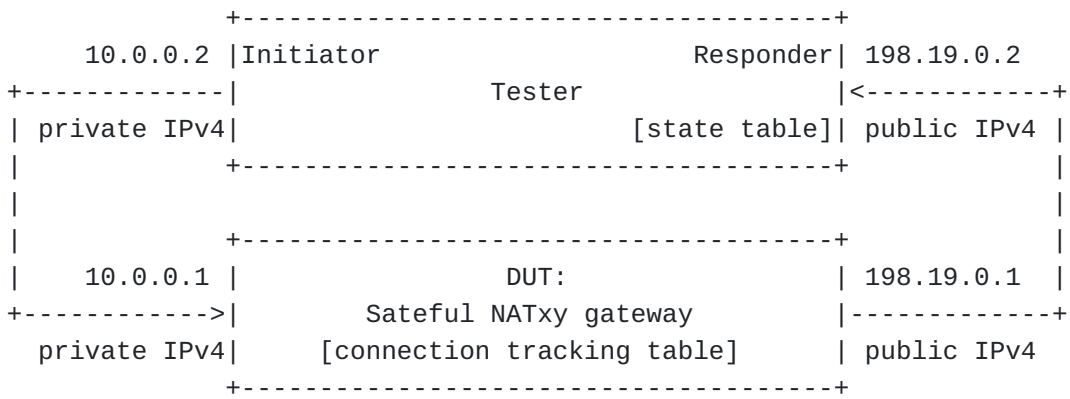 10.0.0.2 Initiator Responder 198.19.0.2
Tester
private IPv4 [state table] public IPv4
10.0.0.1 DUT: 198.19.0.1
Sateful NATxy gateway
private IPv4 [connection tracking table] public IPv4